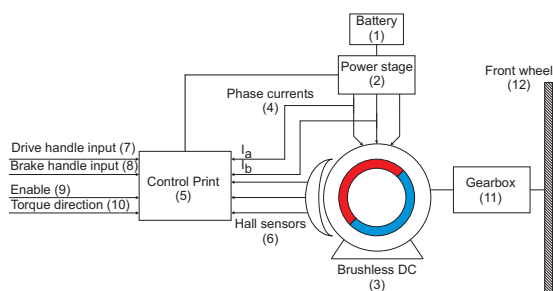 Battery
(1)
Power stage
(2)
Front wheel
(12)
Phase currents
(4)
Drive handle input (7)
Brake handle input (8)
Enable (9)
Torque direction (10)
Control Print
(5)
Ia
Ib
Hall sensors
(6)
Gearbox
(11)
Brushless DC
(3)